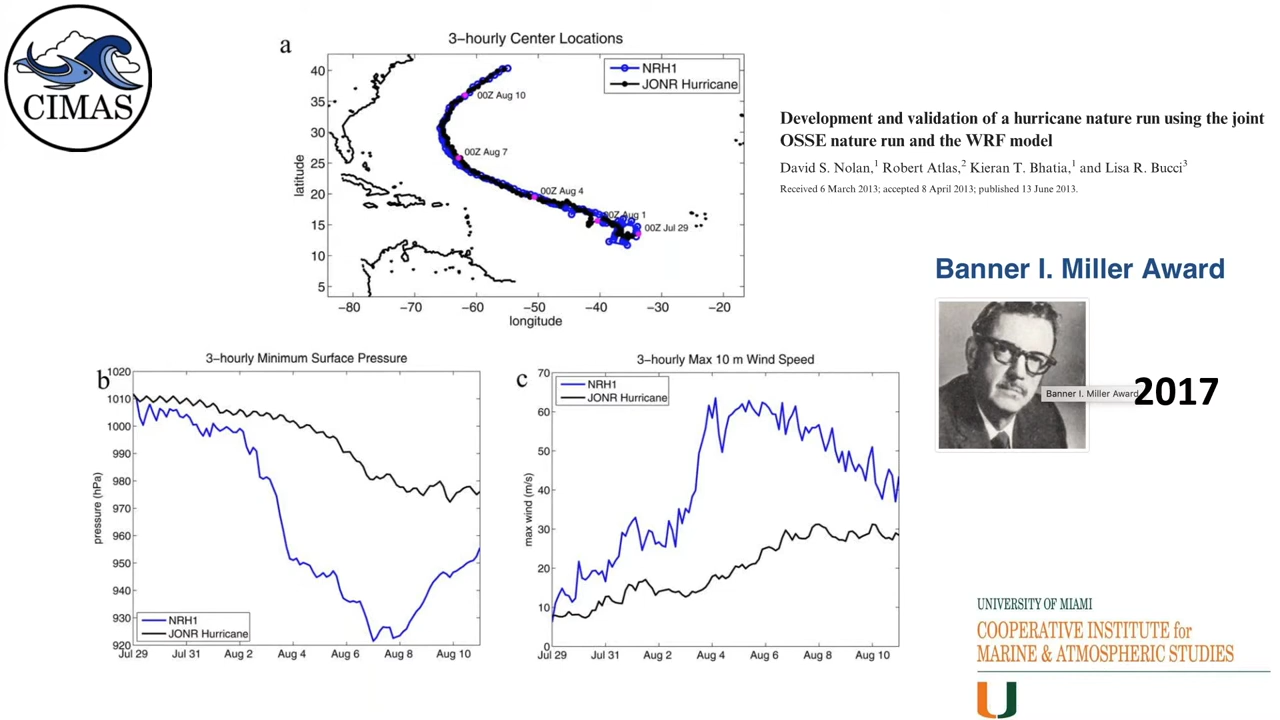 CIMAS
a
3-hourly Center Locations
NRH1
JONR Hurricane
latitude
40
35
30
25
20
15
10
5
00Z Aug 10
00Z Aug 7
00Z Aug 4
00Z Aug 1
00Z Jul 29
-80
-70
-60
-50
-40
-30
-20
longitude
Development and validation of a hurricane nature run using the joint
OSSE nature run and the WRF model
David S. Nolan,1 Robert Atlas,2 Kieran T. Bhatia,1 and Lisa R. Bucci3
Received 6 March 2013; accepted 8 April 2013; published 13 June 2013.
Banner I. Miller Award
Banner I. Miller Award
2017
b
3-hourly Minimum Surface Pressure
pressure (hPa)
1020
1010
1000
990
980
970
960
950
940
930
920
NRH1
JONR Hurricane
Jul 29
Jul 31
Aug 2
Aug 4
Aug 6
Aug 8
Aug 10
c
3-hourly Max 10 m Wind Speed
NRH1
JONR Hurricane
max wind (m/s)
70
60
50
40
30
20
10
0
Jul 29
Jul 31
Aug 2
Aug 4
Aug 6
Aug 8
Aug 10
UNIVERSITY OF MIAMI
COOPERATIVE INSTITUTE for
MARINE & ATMOSPHERIC STUDIES
U